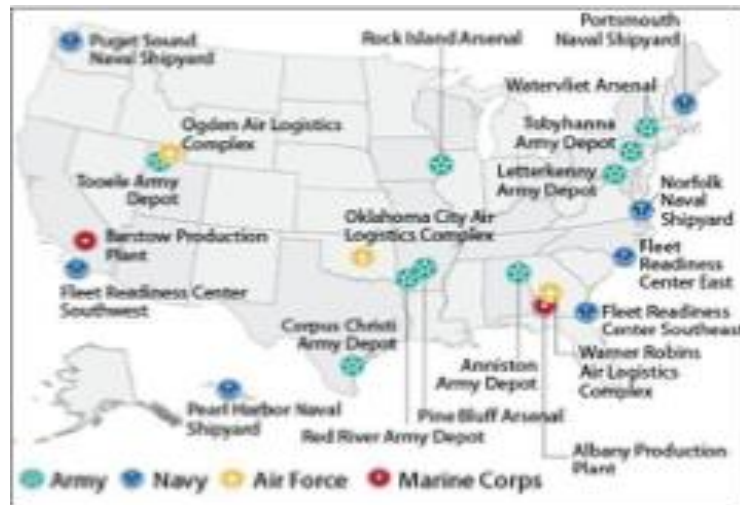 Puget Sound
Naval Shipyard
Rock Island Arsenal
Portsmouth
Naval Shipyard
Watervliet Arsenal
Ogden Air Logistics
Complex
Tobyhanna
Army Depot
Tooele Army
Depot
Letterkenny
Army Depot
Norfolk
Naval
Shipyard
Oklahoma City Air
Logistics Complex
Barstow Production
Plant
Fleet
Readiness
Center East
Fleet Readiness Center
Southwest
Corpus Christi
Army Depot
Fleet Readiness
Center Southeast
Anniston
Army Depot
Warner Robins
Air Logistics
Complex
Pearl Harbor Naval
Shipyard
Pine Bluff Arsenal
Red River Army Depot
Albany Production
Plant
Army
Navy
Air Force
Marine Corps